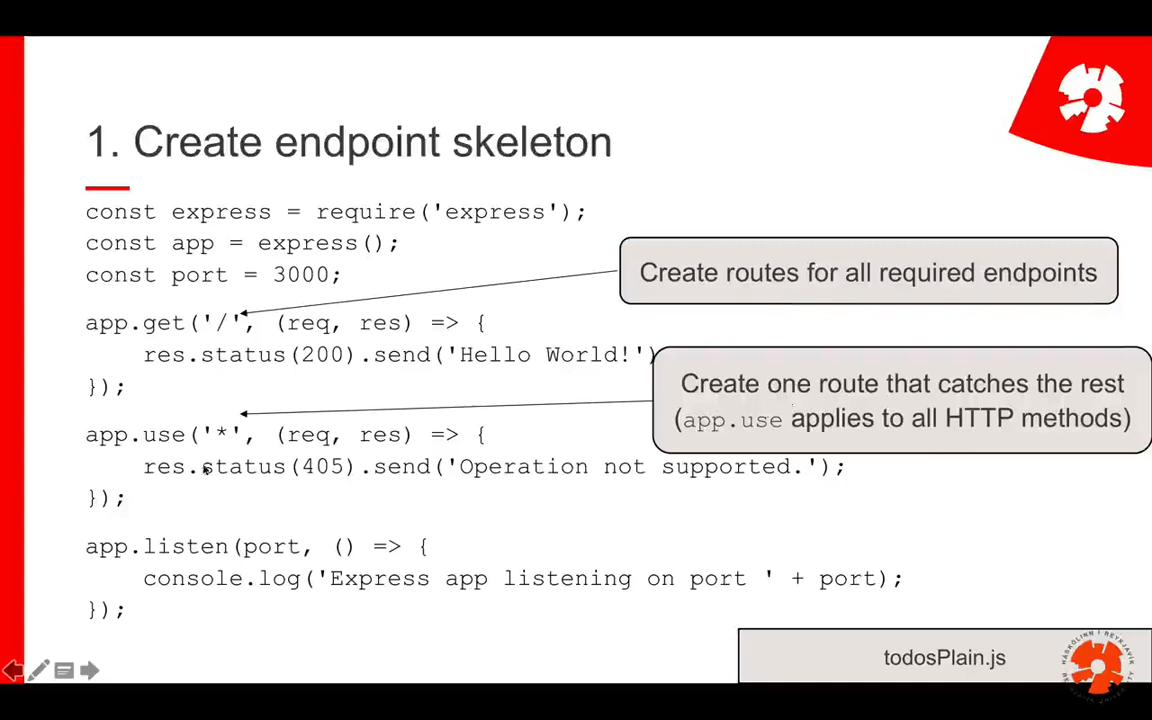 1. Create endpoint skeleton
const express = require('express');
const app = express();
const port = 3000;
Create routes for all required endpoints
app.get('/', (req, res) => {
res.status(200).send('Hello World!')
});
Create one route that catches the rest
(app.use applies to all HTTP methods)
app.use('*', (req, res) => {
res.status(405).send('Operation not supported.');
});
app.listen(port, () => {
console.log('Express app listening on port ' + port);
});
todosPlain.js
HÁSKÓLINN Í REYKJAVÍK